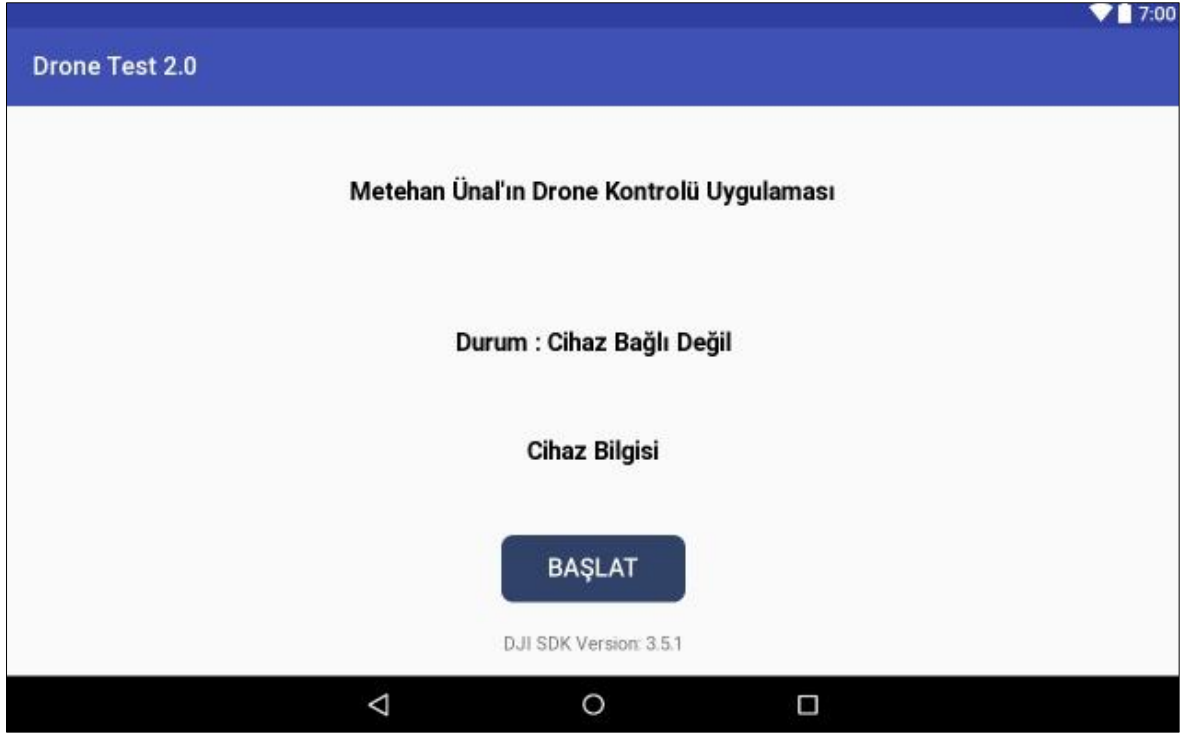 7:00
Drone Test 2.0
Metehan Ünal'ın Drone Kontrolü Uygulaması
Durum : Cihaz Bağlı Değil
Cihaz Bilgisi
BAŞLAT
DJI SDK Version: 3.5.1